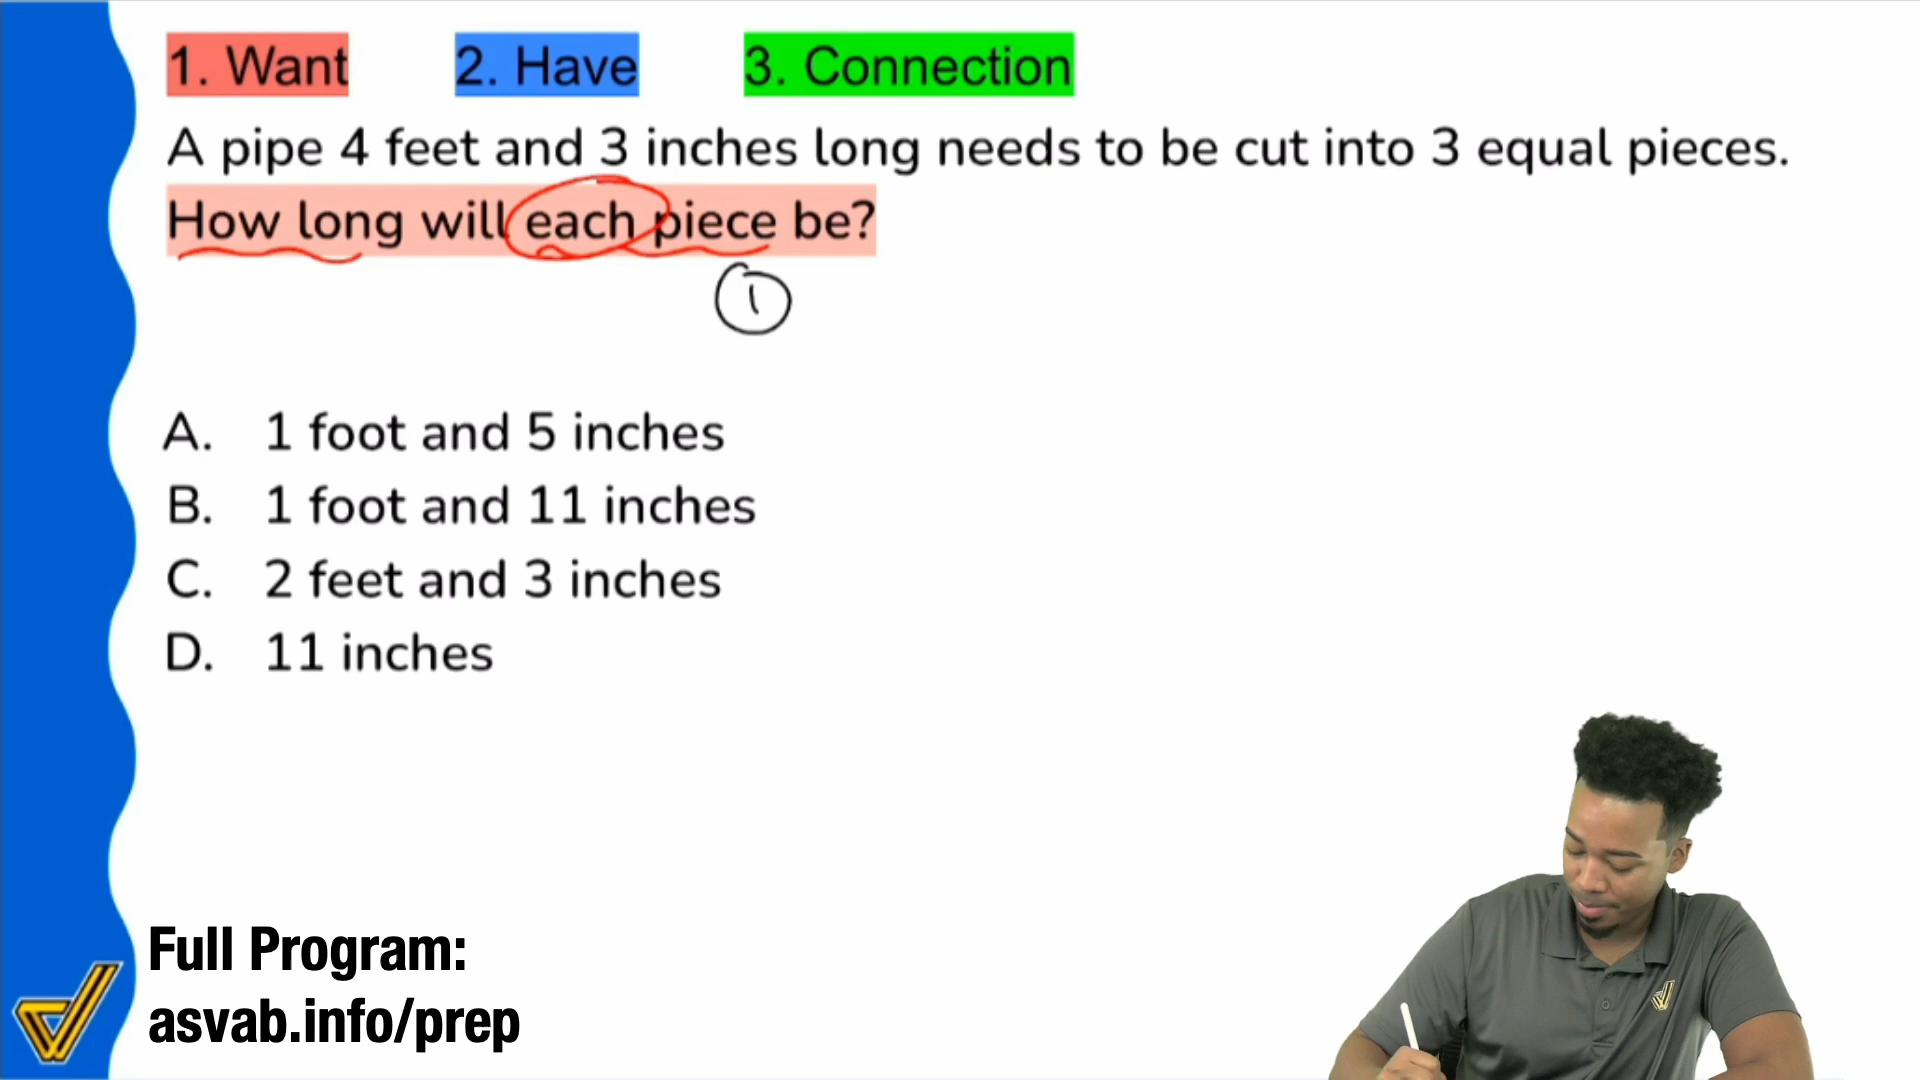 1. Want 2. Have 3. Connection
A pipe 4 feet and 3 inches long needs to be cut into 3 equal pieces.
How long will each piece be?
1
A. 1 foot and 5 inches
B. 1 foot and 11 inches
C. 2 feet and 3 inches
D. 11 inches
Full Program:
asvab.info/prep